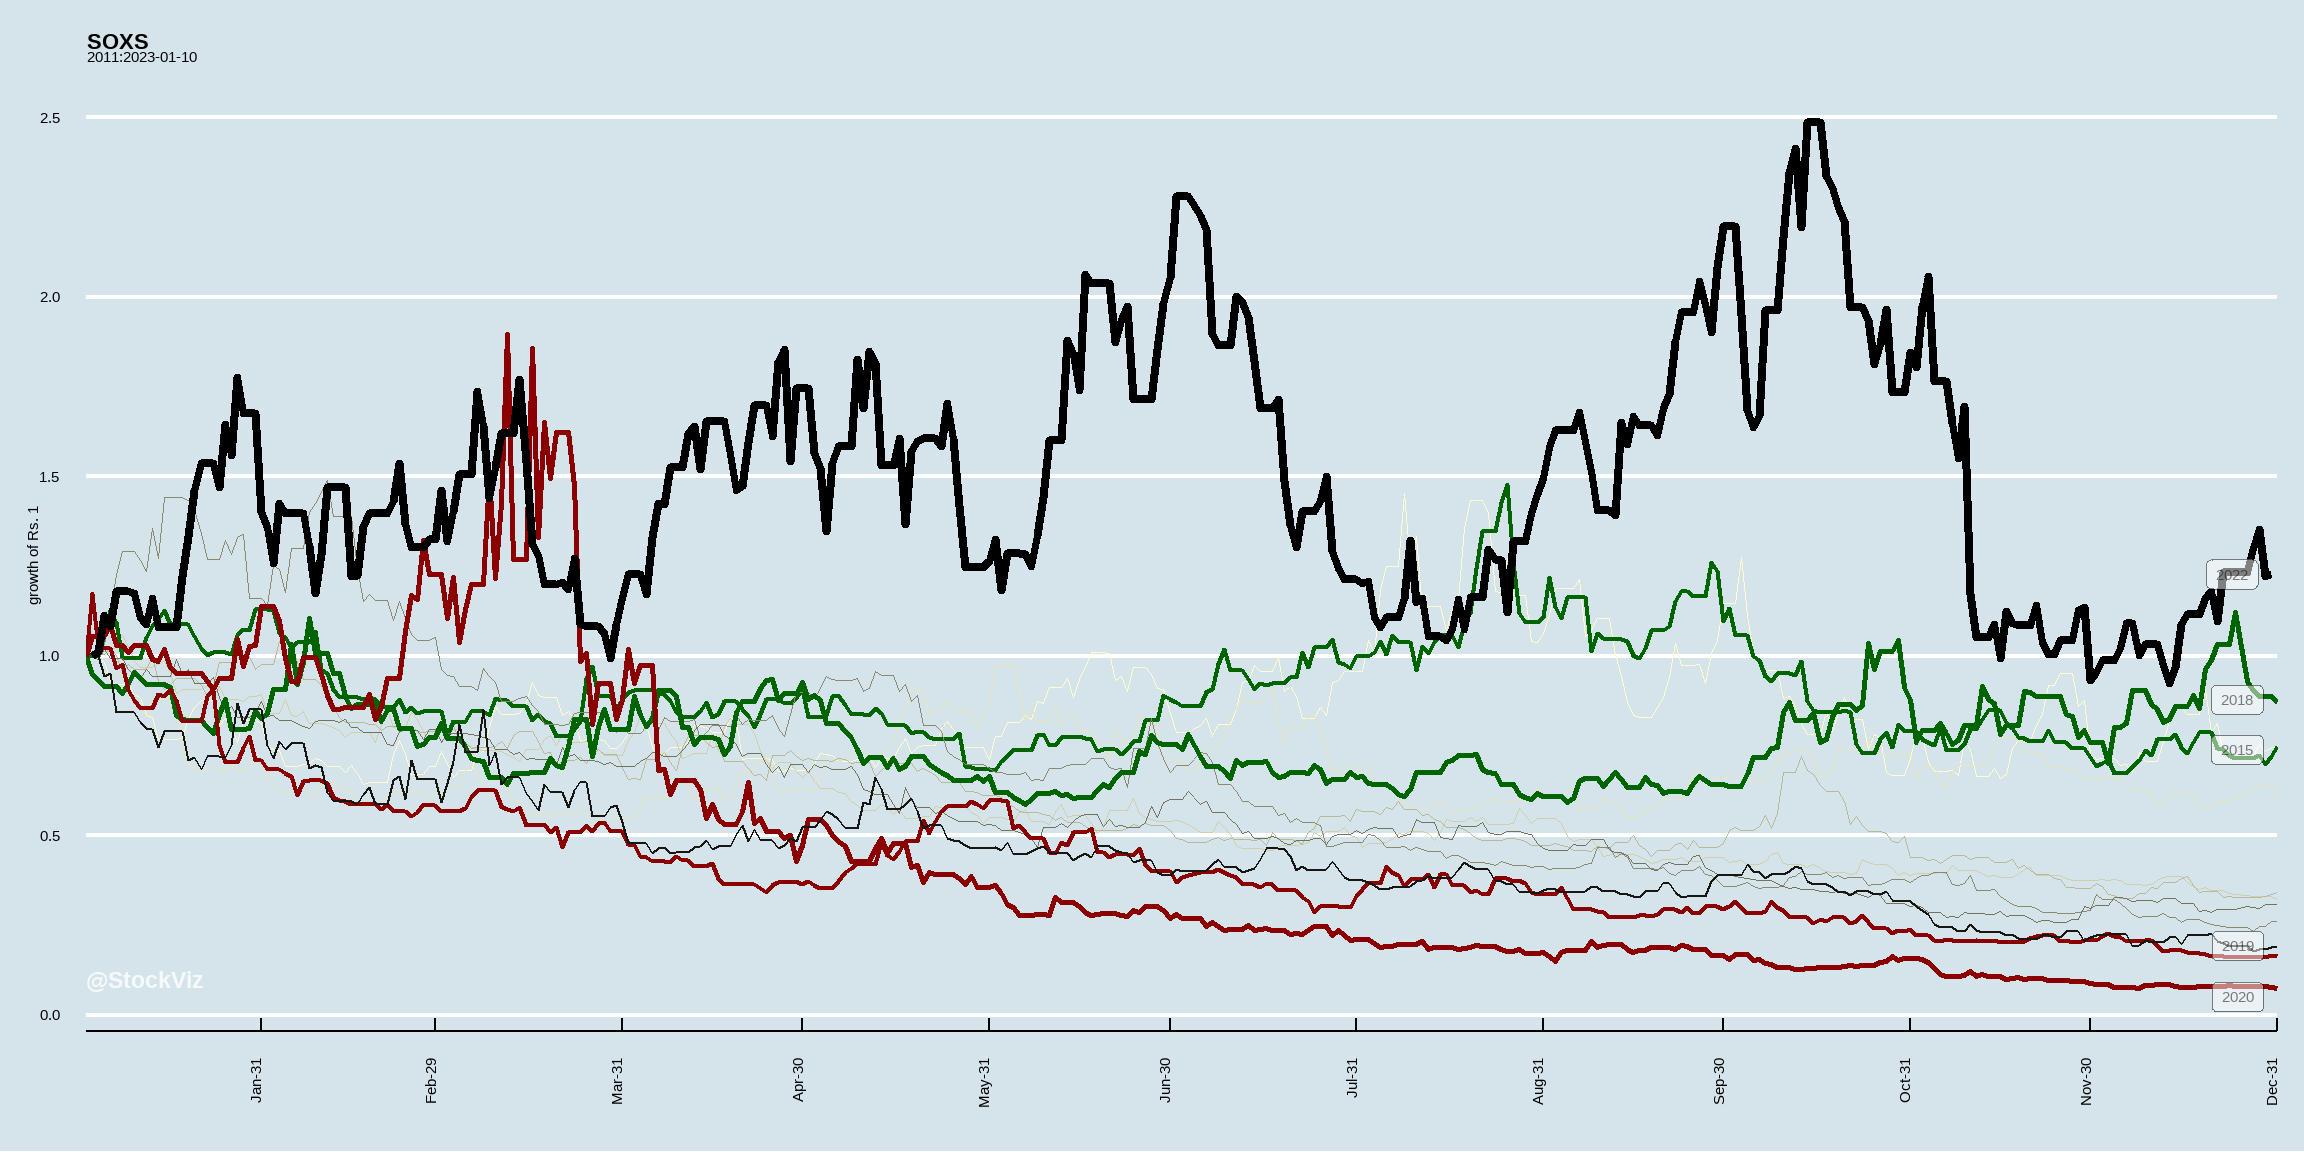 SOXS
2011:2023-01-10
2.5
2.0
1.5
1.0
0.5
0.0
growth of Rs. 1
2022
2018
2015
2019
2020
@StockViz
Jan-31
Feb-29
Mar-31
Apr-30
May-31
Jun-30
Jul-31
Aug-31
Sep-30
Oct-31
Nov-30
Dec-31